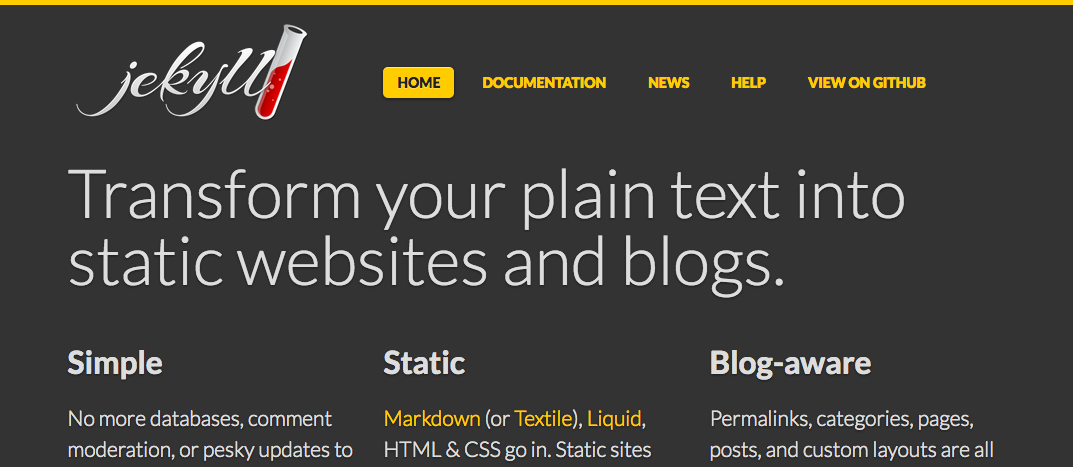 jekyll
HOME DOCUMENTATION NEWS HELP VIEW ON GITHUB
Transform your plain text into
static websites and blogs.
Simple
No more databases, comment
moderation, or pesky updates to
Static
Markdown (or Textile), Liquid,
HTML & CSS go in. Static sites
Blog-aware
Permalinks, categories, pages,
posts, and custom layouts are all